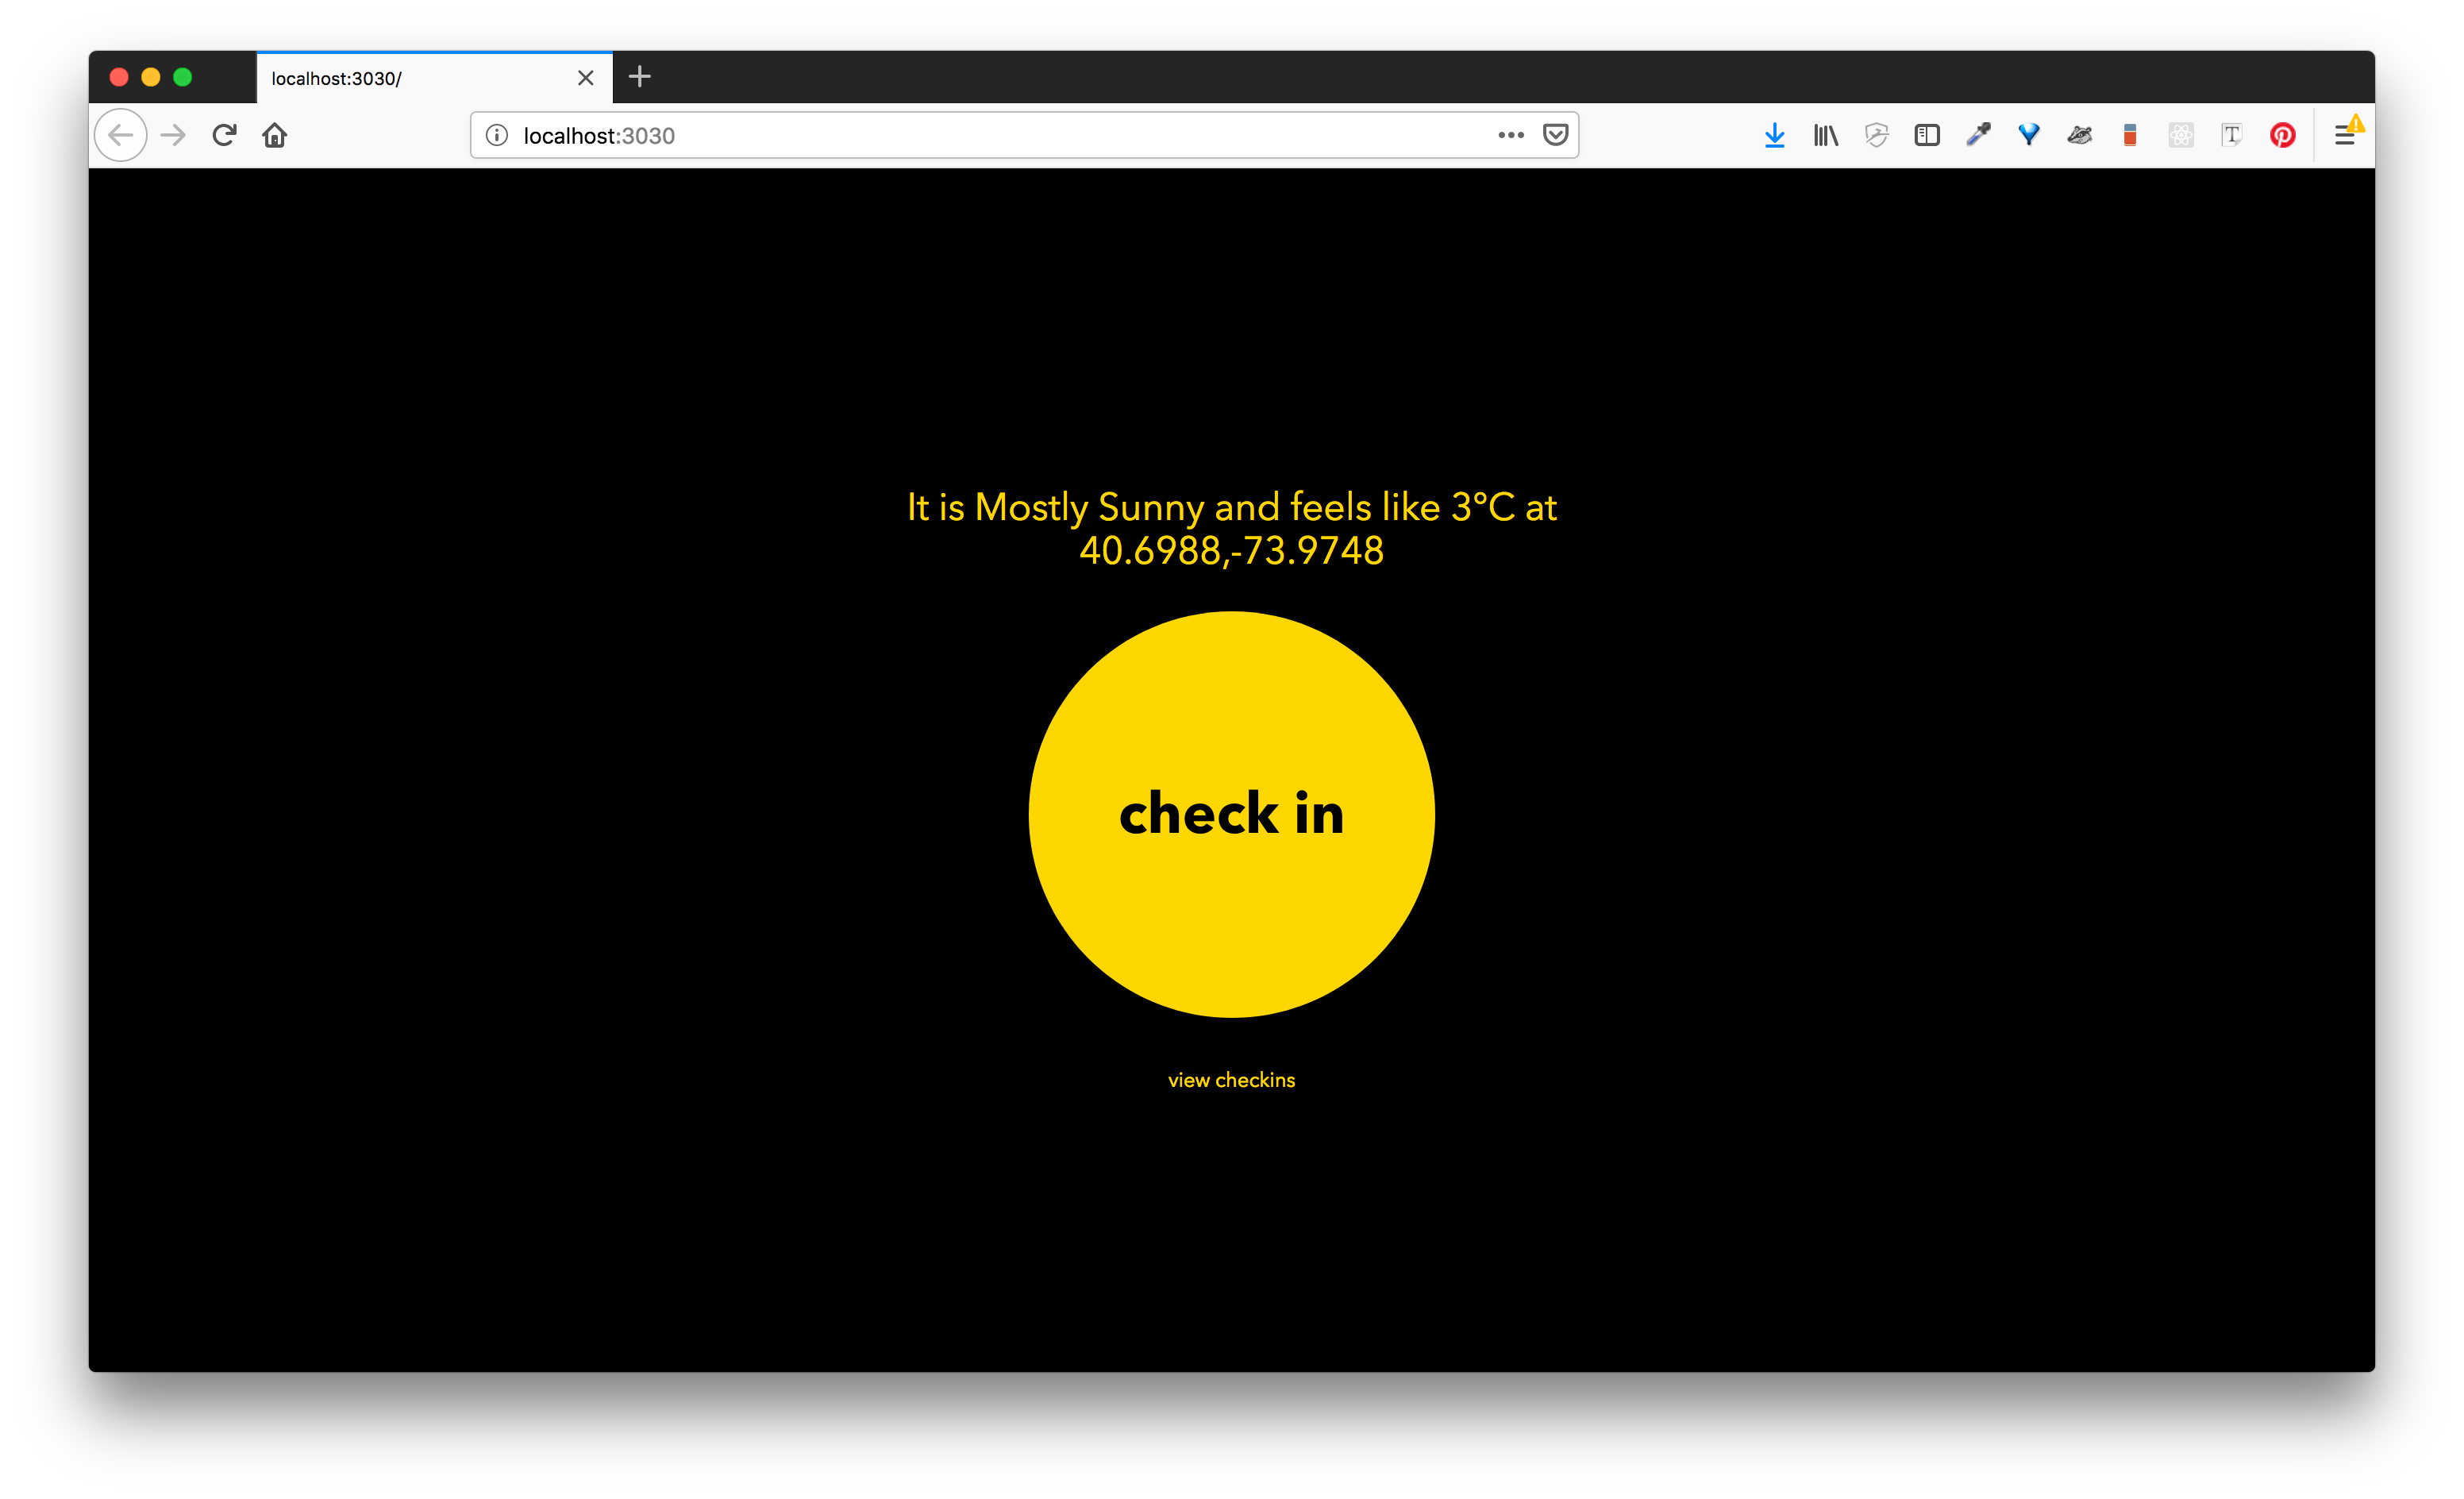 localhost:3030/
localhost:3030
It is Mostly Sunny and feels like 3°C at
40.6988,-73.9748
check in
view checkins